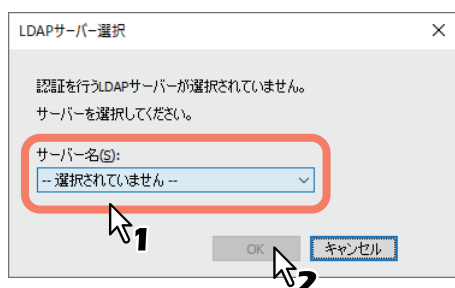 LDAPサーバー選択
認証を行うLDAPサーバーが選択されていません。
サーバーを選択してください。
サーバー名(S):
-- 選択されていません --
1
OK
キャンセル
2